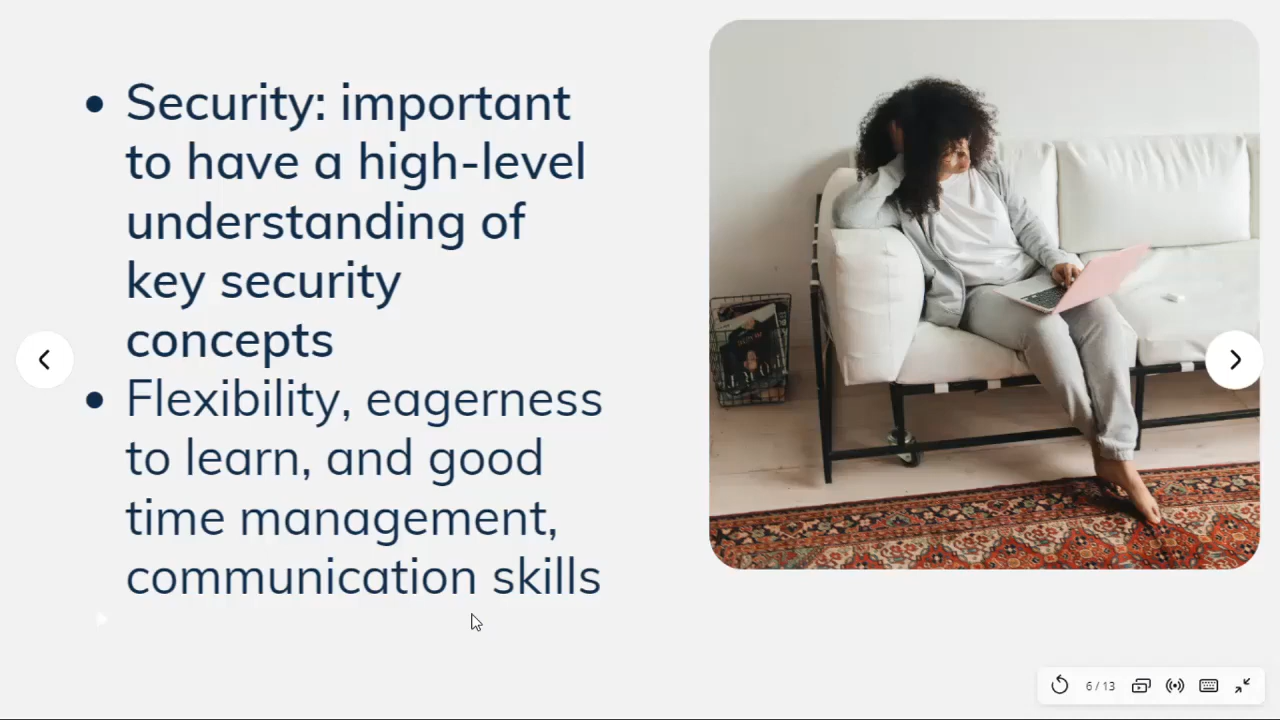 Security: important
to have a high-level
understanding of
key security
concepts
Flexibility, eagerness
to learn, and good
time management,
communication skills
6 / 13